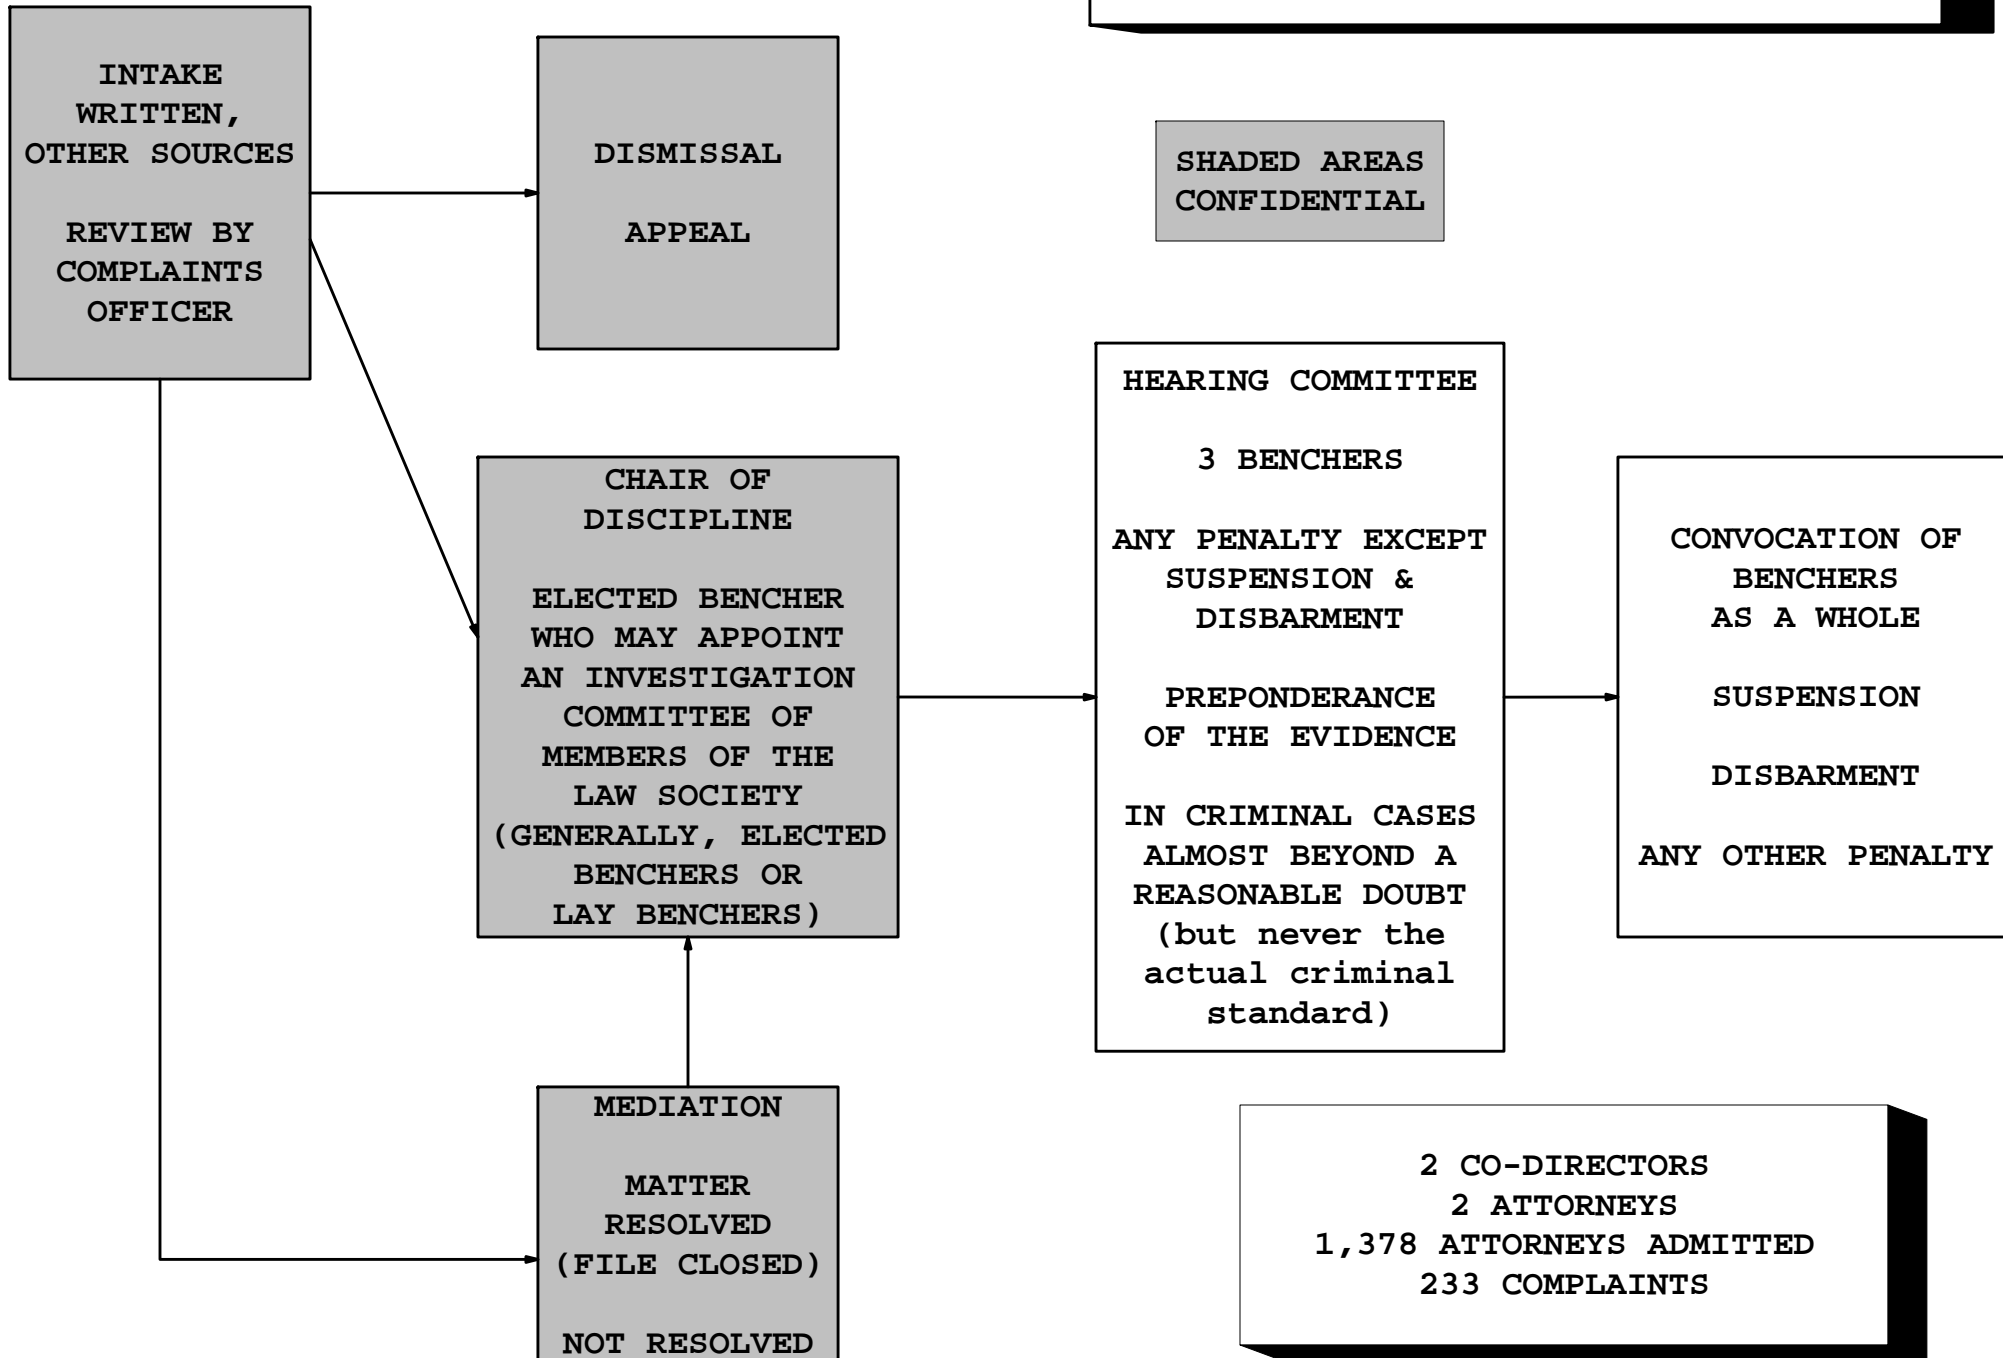 INTAKE
WRITTEN,
OTHER SOURCES
REVIEW BY
COMPLAINTS
OFFICER
DISMISSAL
APPEAL
SHADED AREAS
CONFIDENTIAL
CHAIR OF
DISCIPLINE
ELECTED BENCHER
WHO MAY APPOINT
AN INVESTIGATION
COMMITTEE OF
MEMBERS OF THE
LAW SOCIETY
(GENERALLY, ELECTED
BENCHERS OR
LAY BENCHERS)
HEARING COMMITTEE
3 BENCHERS
ANY PENALTY EXCEPT
SUSPENSION &
DISBARMENT
PREPONDERANCE
OF THE EVIDENCE
IN CRIMINAL CASES
ALMOST BEYOND A
REASONABLE DOUBT
(but never the
actual criminal
standard)
CONVOCATION OF
BENCHERS
AS A WHOLE
SUSPENSION
DISBARMENT
ANY OTHER PENALTY
MEDIATION
MATTER
RESOLVED
(FILE CLOSED)
NOT RESOLVED
2 CO-DIRECTORS
2 ATTORNEYS
1,378 ATTORNEYS ADMITTED
233 COMPLAINTS